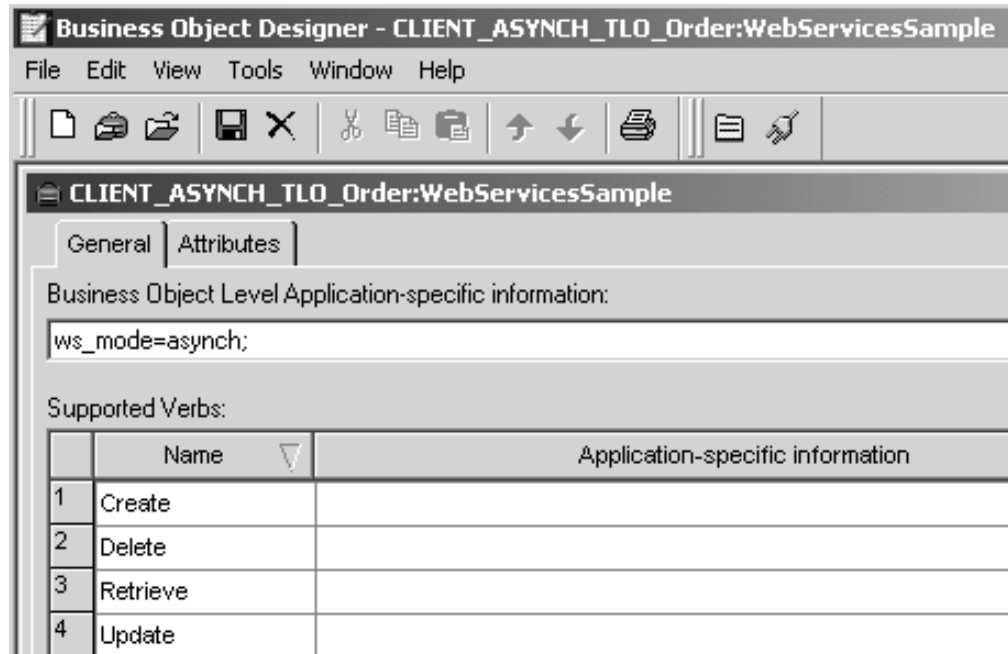 Business Object Designer - CLIENT_ASYNCH_TLO_Order:WebServicesSample
File Edit View Tools Window Help
CLIENT_ASYNCH_TLO_Order:WebServicesSample
General Attributes
Business Object Level Application-specific information:
ws_mode=asynch;
Supported Verbs:
Name Application-specific information
1 Create
2 Delete
3 Retrieve
4 Update